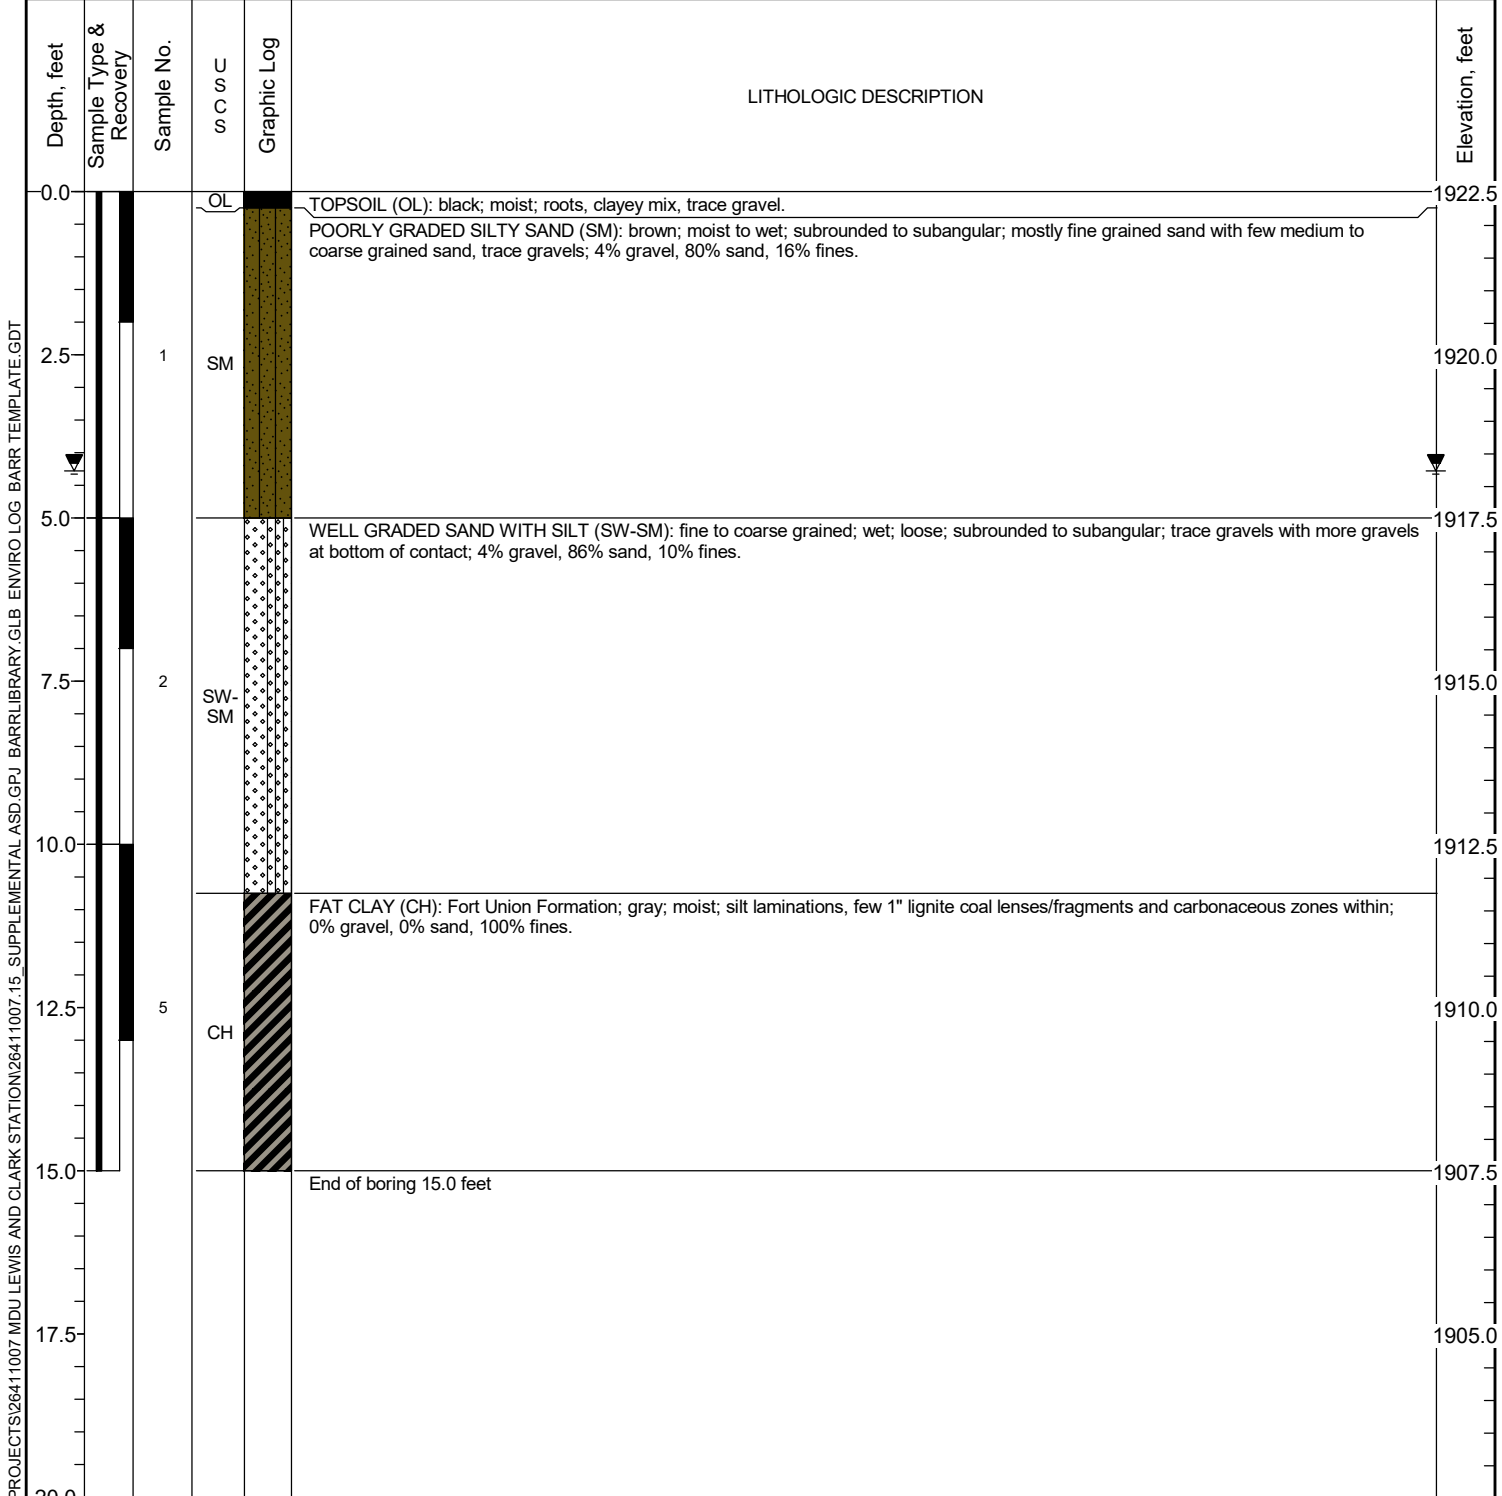 Depth, feet
Sample Type &
Recovery
Sample No.
U
S
C
S
Graphic Log
LITHOLOGIC DESCRIPTION
Elevation, feet
0.0
OL
TOPSOIL (OL): black; moist; roots, clayey mix, trace gravel.
1922.5
POORLY GRADED SILTY SAND (SM): brown; moist to wet; subrounded to subangular; mostly fine grained sand with few medium to
coarse grained sand, trace gravels; 4% gravel, 80% sand, 16% fines.
2.5
1
SM
1920.0
5.0
1917.5
WELL GRADED SAND WITH SILT (SW-SM): fine to coarse grained; wet; loose; subrounded to subangular; trace gravels with more gravels
at bottom of contact; 4% gravel, 86% sand, 10% fines.
7.5
2
SW-
SM
1915.0
10.0
1912.5
FAT CLAY (CH): Fort Union Formation; gray; moist; silt laminations, few 1" lignite coal lenses/fragments and carbonaceous zones within;
0% gravel, 0% sand, 100% fines.
12.5
5
CH
1910.0
15.0
1907.5
End of boring 15.0 feet
17.5
1905.0
20.0
PROJECTS\26411007 MDU LEWIS AND CLARK STATION\26411007.15_SUPPLEMENTAL ASD.GPJ BARRLIBRARY.GLB ENVIRO LOG BARR TEMPLATE.GDT